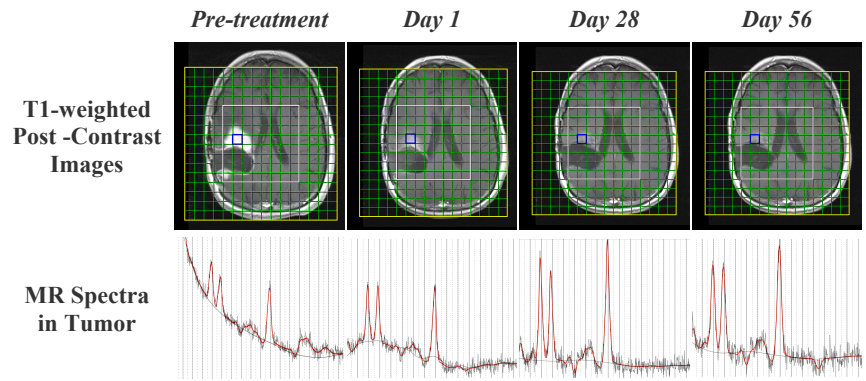 Pre-treatment Day 1 Day 28 Day 56
T1-weighted
Post -Contrast
Images
MR Spectra
in Tumor